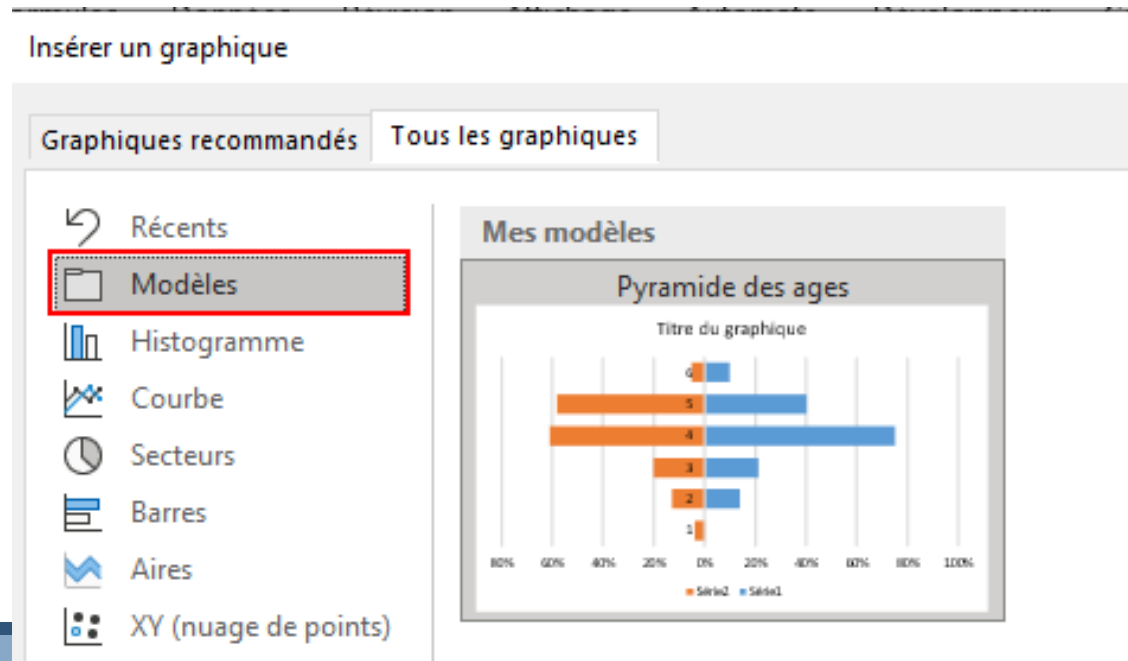 Insérer un graphique
Graphiques recommandés
Tous les graphiques
Récents
Modèles
Histogramme
Courbe
Secteurs
Barres
Aires
XY (nuage de points)
Mes modèles
Pyramide des ages
Titre du graphique
6
5
4
3
2
1
80% 60% 40% 20% 0% 20% 40% 60% 80% 100%
Série2 Série1